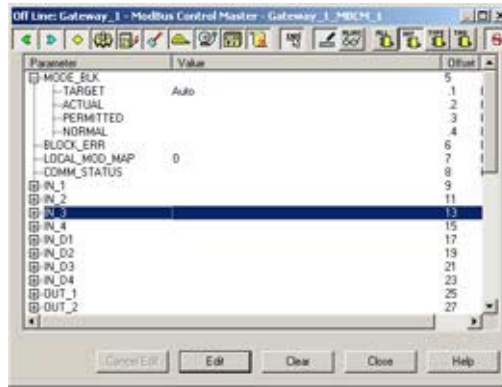 Off Line: Gateway_1 - Modbus Control Master - Gateway_1_MBCM_1
Parameter Value Offset
MODE_BLK 5
TARGET Auto .1
ACTUAL .2
PERMITTED .3
NORMAL .4
BLOCK_ERR 6
LOCAL_MOD_MAP 0 7
COMM_STATUS 8
IN_1 9
IN_2 11
IN_3 13
IN_4 15
IN_D1 17
IN_D2 19
IN_D3 21
IN_D4 23
OUT_1 25
OUT_2 27
Cancel Edit Edit Clear Close Help